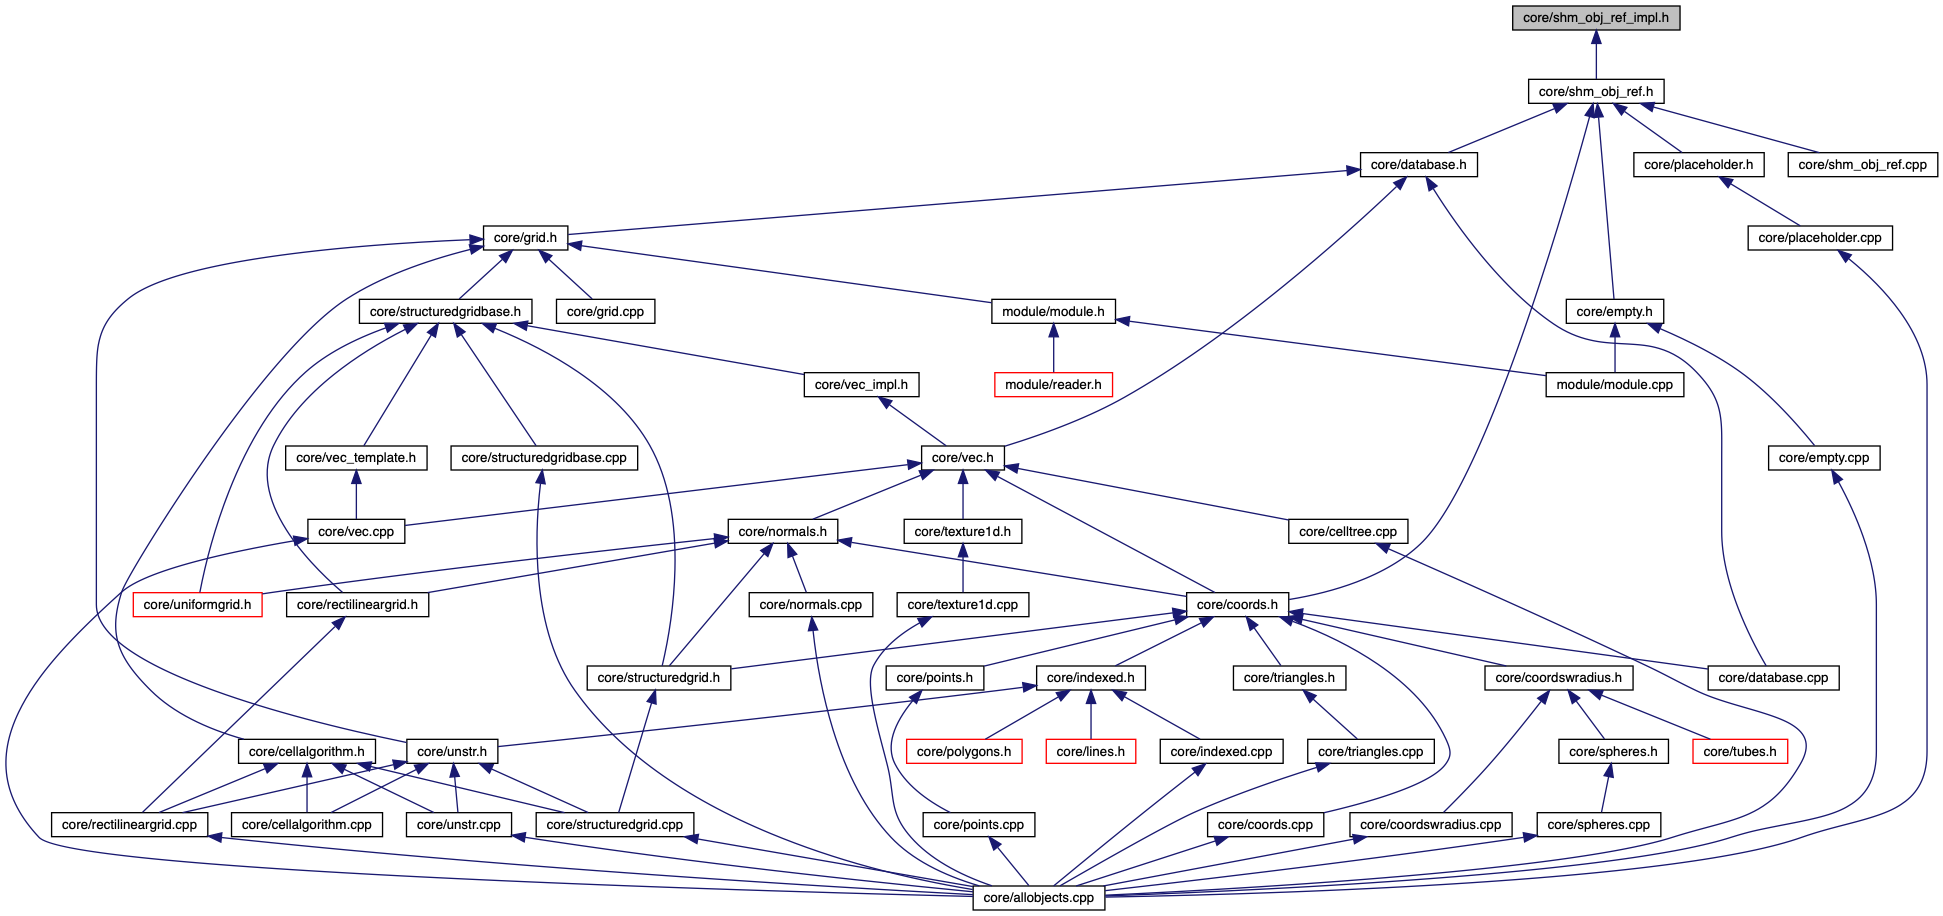 core/shm_obj_ref_impl.h
core/shm_obj_ref.h
core/database.h
core/placeholder.h
core/shm_obj_ref.cpp
core/grid.h
core/placeholder.cpp
core/structuredgridbase.h
core/grid.cpp
module/module.h
core/empty.h
core/vec_impl.h
module/reader.h
module/module.cpp
core/vec_template.h
core/structuredgridbase.cpp
core/vec.h
core/empty.cpp
core/vec.cpp
core/normals.h
core/texture1d.h
core/celltree.cpp
core/uniformgrid.h
core/rectilineargrid.h
core/normals.cpp
core/texture1d.cpp
core/coords.h
core/structuredgrid.h
core/points.h
core/indexed.h
core/triangles.h
core/coordswradius.h
core/database.cpp
core/cellalgorithm.h
core/unstr.h
core/polygons.h
core/lines.h
core/indexed.cpp
core/triangles.cpp
core/spheres.h
core/tubes.h
core/rectilineargrid.cpp
core/cellalgorithm.cpp
core/unstr.cpp
core/structuredgrid.cpp
core/points.cpp
core/coords.cpp
core/coordswradius.cpp
core/spheres.cpp
core/allobjects.cpp